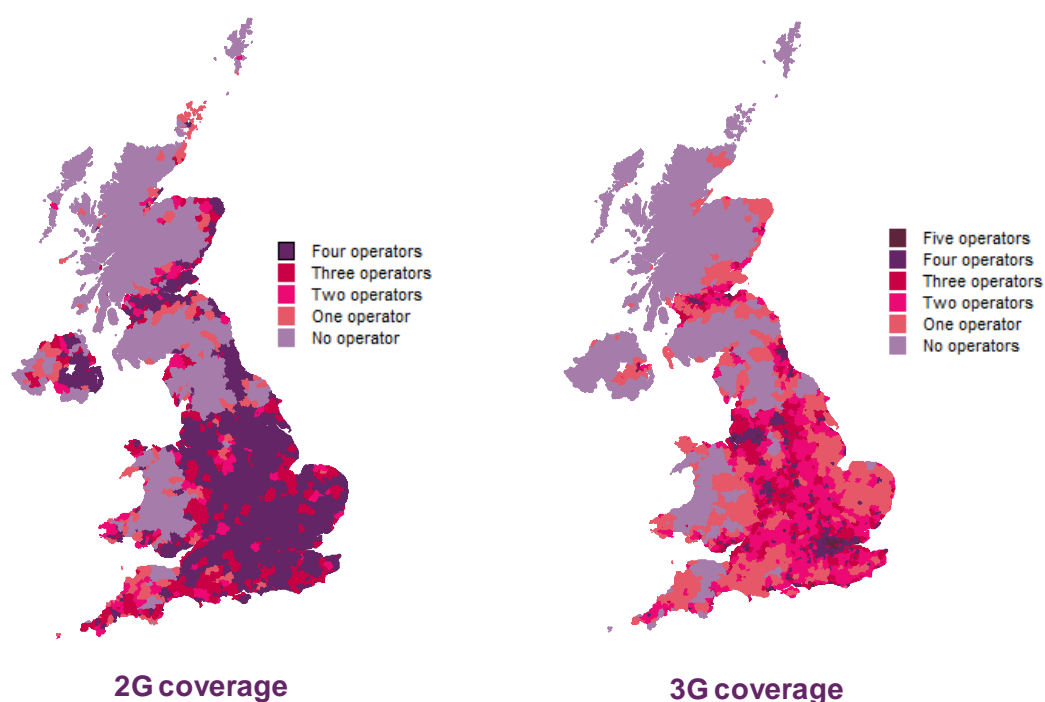 Four operators
Three operators
Two operators
One operator
No operator
Five operators
Four operators
Three operators
Two operators
One operator
No operators
2G coverage
3G coverage